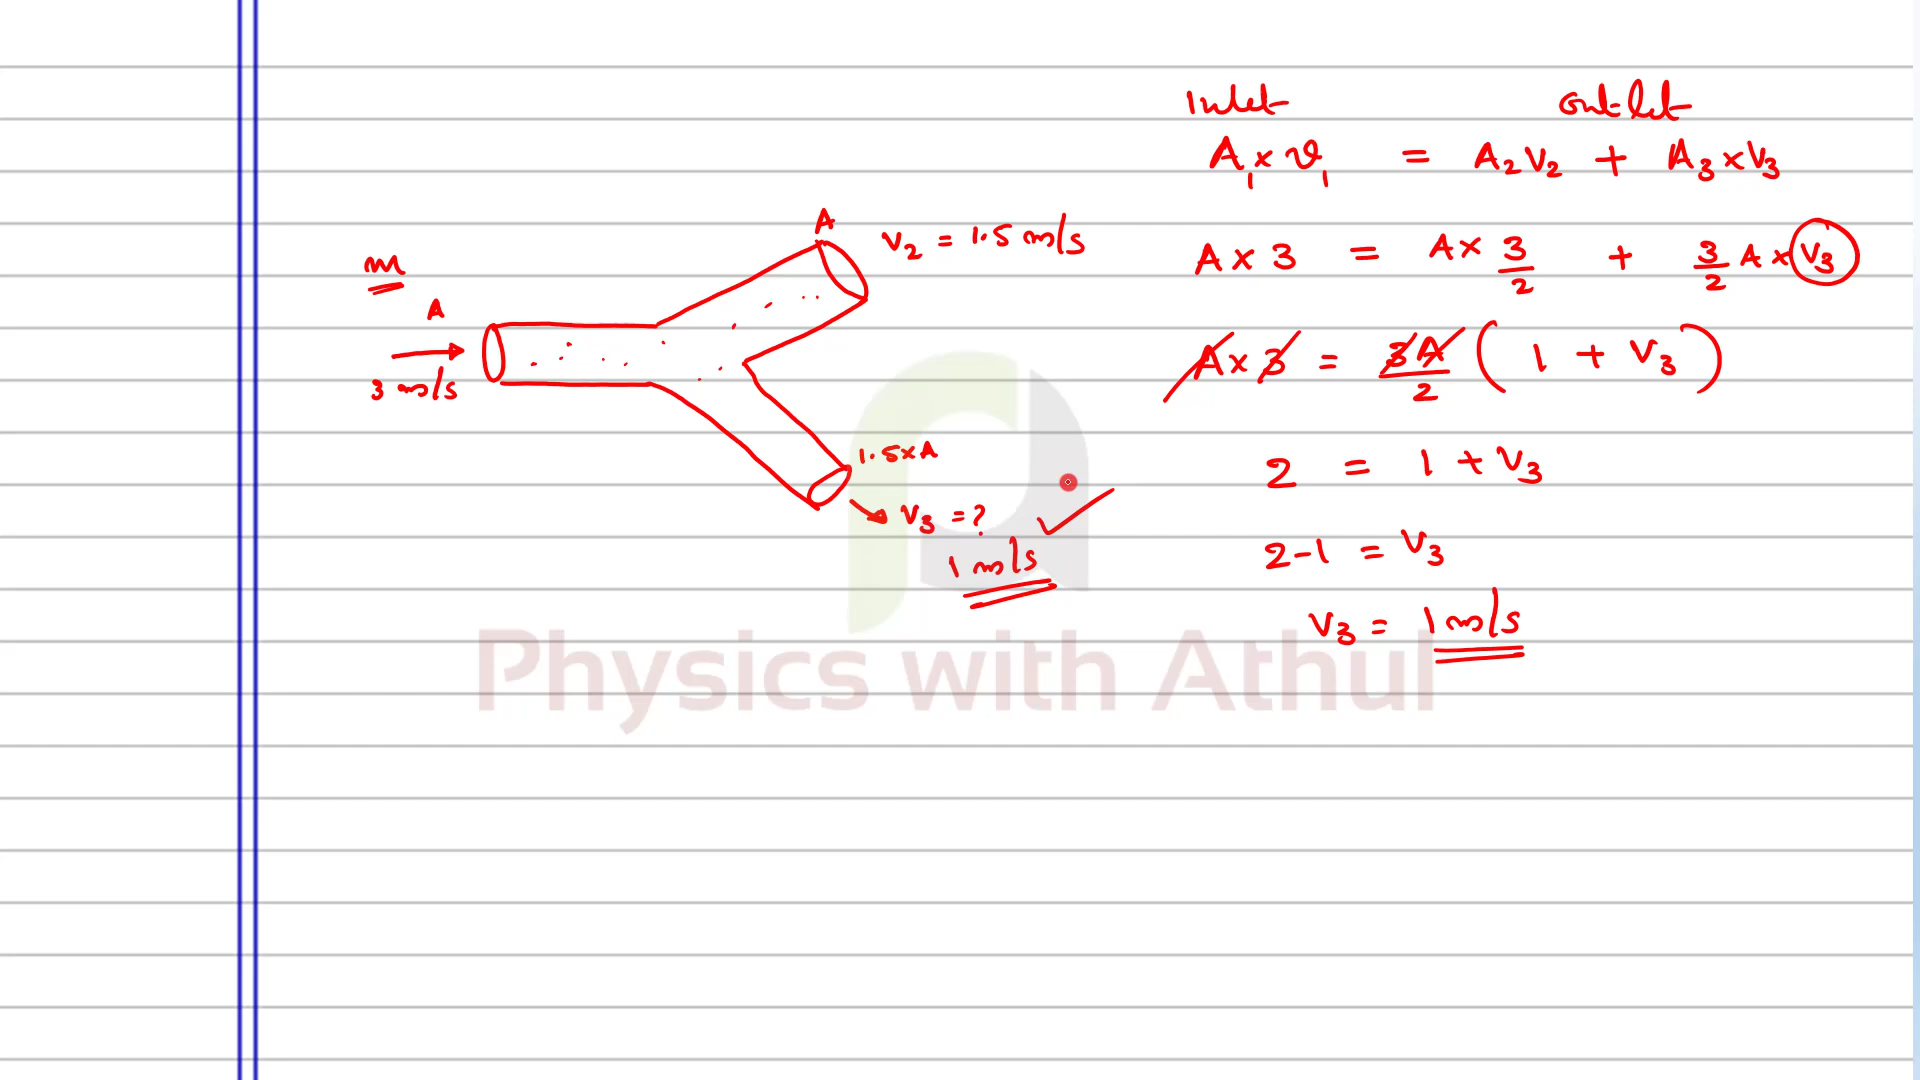 Inlet outlet
A₁ × v₁ = A₂V₂ + A₃ × V₃
A
V₂ = 1.5 m/s
A × 3 = A × 3/2 + 3/2 A × V₃
m
A
3 m/s
A × 3 = 3A/2 ( 1 + V₃ )
1.5 × A
2 = 1 + V₃
V₃ = ?
1 m/s
2 - 1 = V₃
V₃ = 1 m/s
Physics with Athul